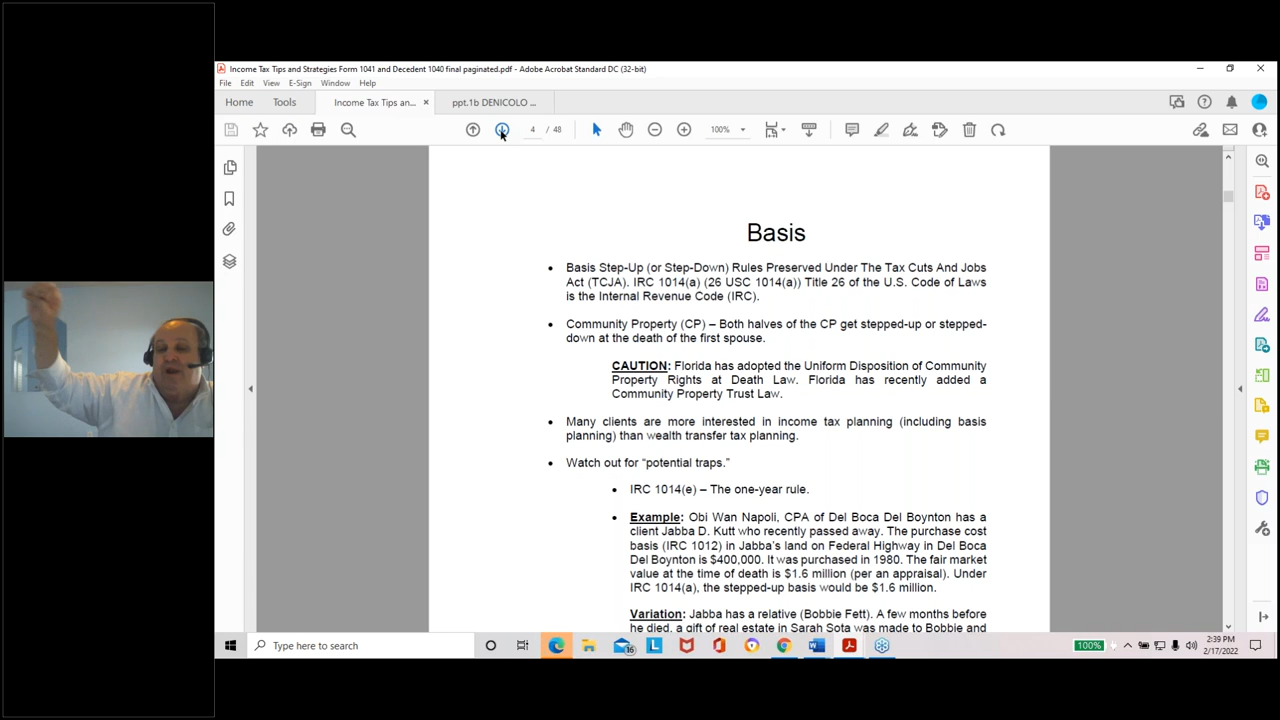 Income Tax Tips and Strategies Form 1041 and Decedent 1040 final paginated.pdf - Adobe Acrobat Standard DC (32-bit)
File Edit View E-Sign Window Help
Home Tools Income Tax Tips an... × ppt.1b DENICOLO ...
4 / 48 100%
Basis
• Basis Step-Up (or Step-Down) Rules Preserved Under The Tax Cuts And Jobs
Act (TCJA). IRC 1014(a) (26 USC 1014(a)) Title 26 of the U.S. Code of Laws
is the Internal Revenue Code (IRC).
• Community Property (CP) – Both halves of the CP get stepped-up or stepped-
down at the death of the first spouse.
CAUTION: Florida has adopted the Uniform Disposition of Community
Property Rights at Death Law. Florida has recently added a
Community Property Trust Law.
• Many clients are more interested in income tax planning (including basis
planning) than wealth transfer tax planning.
• Watch out for “potential traps.”
• IRC 1014(e) – The one-year rule.
• Example: Obi Wan Napoli, CPA of Del Boca Del Boynton has a
client Jabba D. Kutt who recently passed away. The purchase cost
basis (IRC 1012) in Jabba’s land on Federal Highway in Del Boca
Del Boynton is $400,000. It was purchased in 1980. The fair market
value at the time of death is $1.6 million (per an appraisal). Under
IRC 1014(a), the stepped-up basis would be $1.6 million.
Variation: Jabba has a relative (Bobbie Fett). A few months before
he died, a gift of real estate in Sarah Sota was made to Bobbie and
Type here to search
16
L
100%
2:39 PM
2/17/2022